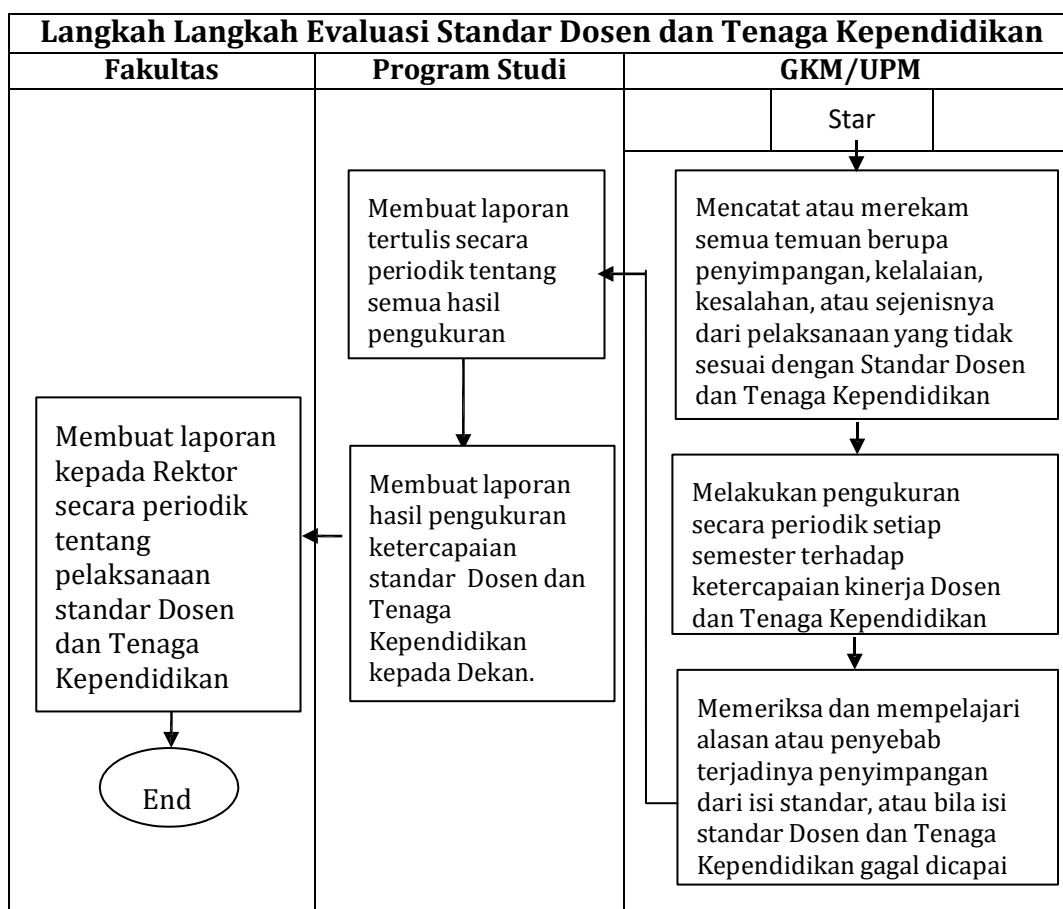 Langkah Langkah Evaluasi Standar Dosen dan Tenaga Kependidikan
Fakultas
Program Studi
GKM/UPM
Star
Mencatat atau merekam
semua temuan berupa
penyimpangan, kelalaian,
kesalahan, atau sejenisnya
dari pelaksanaan yang tidak
sesuai dengan Standar Dosen
dan Tenaga Kependidikan
Melakukan pengukuran
secara periodik setiap
semester terhadap
ketercapaian kinerja Dosen
dan Tenaga Kependidikan
Memeriksa dan mempelajari
alasan atau penyebab
terjadinya penyimpangan
dari isi standar, atau bila isi
standar Dosen dan Tenaga
Kependidikan gagal dicapai
Membuat laporan
tertulis secara
periodik tentang
semua hasil
pengukuran
Membuat laporan
hasil pengukuran
ketercapaian
standar Dosen dan
Tenaga
Kependidikan
kepada Dekan.
Membuat laporan
kepada Rektor
secara periodik
tentang
pelaksanaan
standar Dosen
dan Tenaga
Kependidikan
End